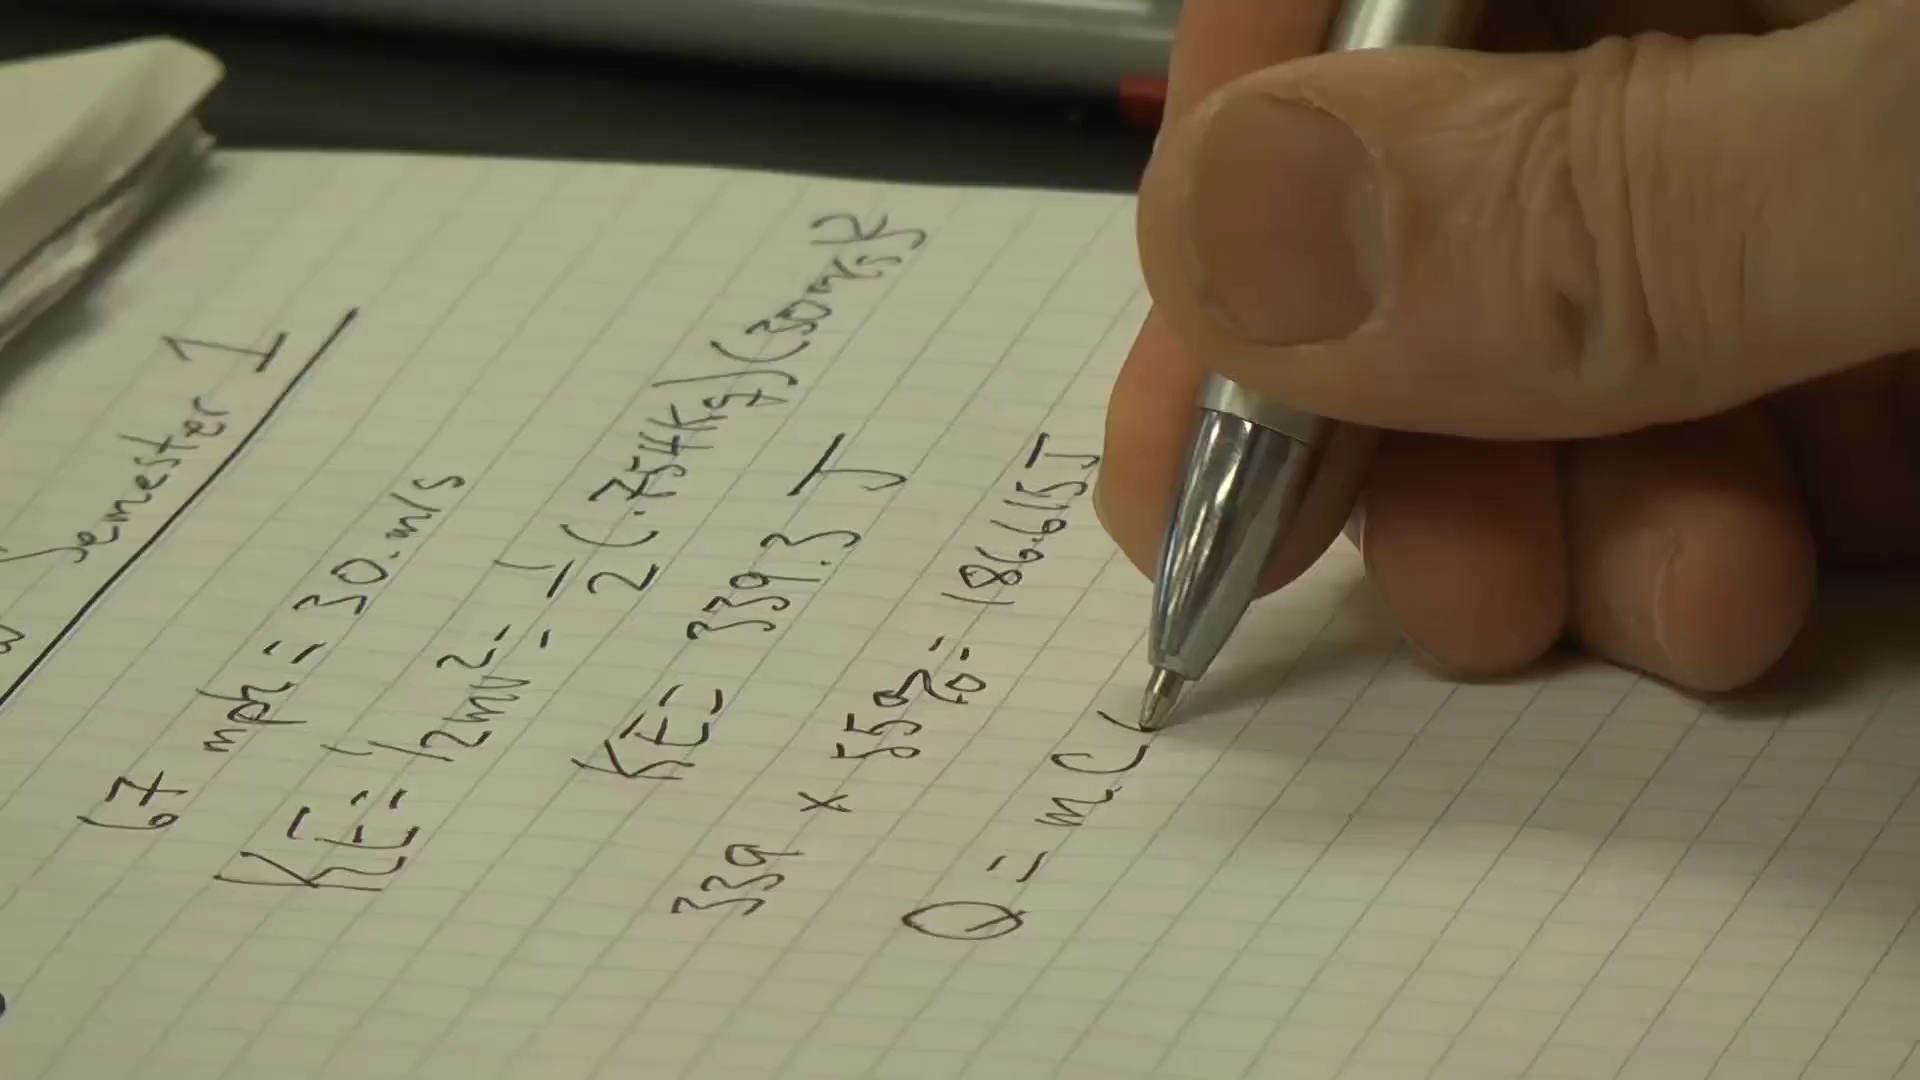 Semester 1
67 mph = 30. m/s
KE = 1/2mv² = 1/2 (.754Kg)(30m/s)²
KE = 339.3 J
339 x 55% = 186.615J
Q = mC(